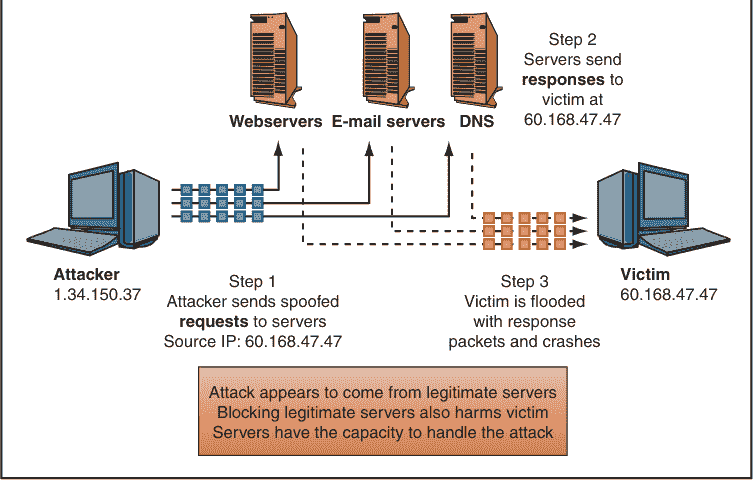 Step 2
Servers send
responses to
victim at
60.168.47.47
Webservers E-mail servers DNS
Attacker
1.34.150.37
Step 1
Attacker sends spoofed
requests to servers
Source IP: 60.168.47.47
Step 3
Victim is flooded
with response
packets and crashes
Victim
60.168.47.47
Attack appears to come from legitimate servers
Blocking legitimate servers also harms victim
Servers have the capacity to handle the attack